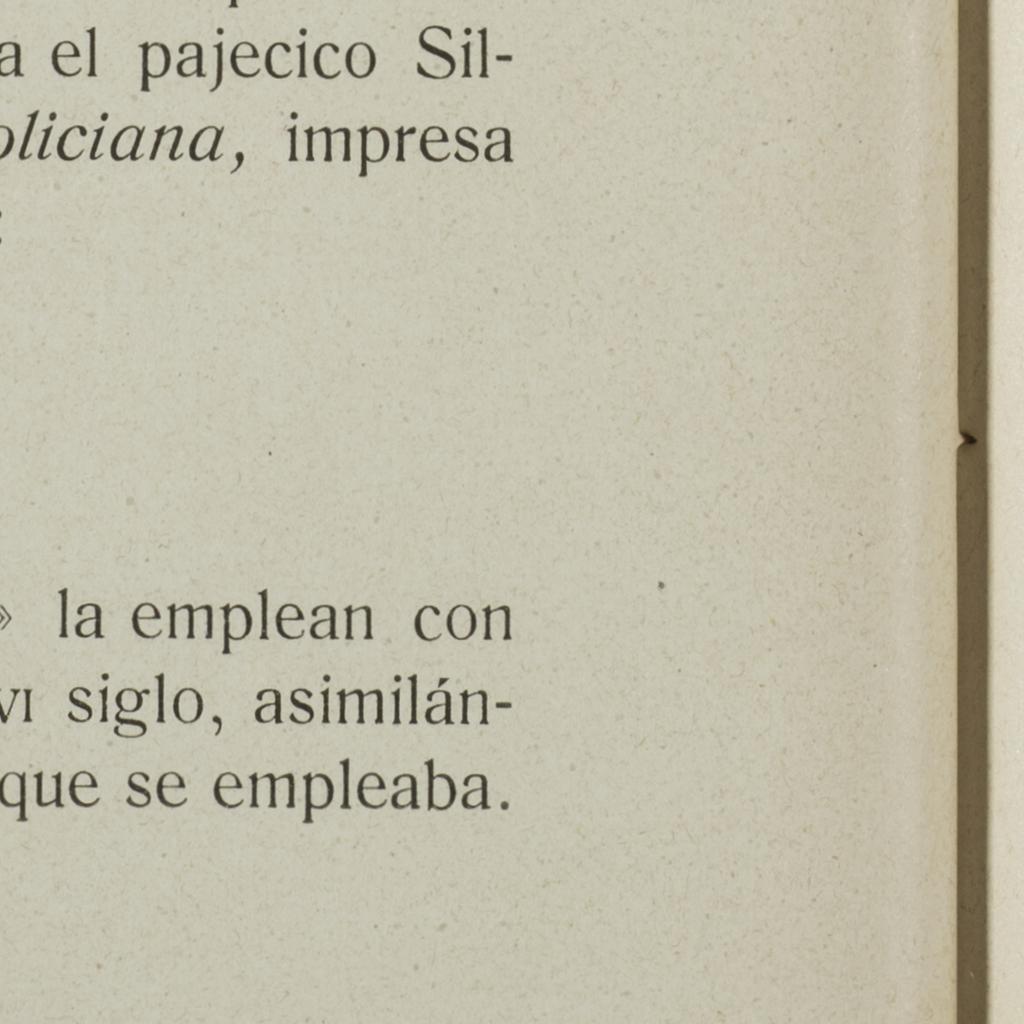 a el pajecico Sil-
oliciana, impresa
la emplean con
VI siglo, asimilán-
que se empleaba.